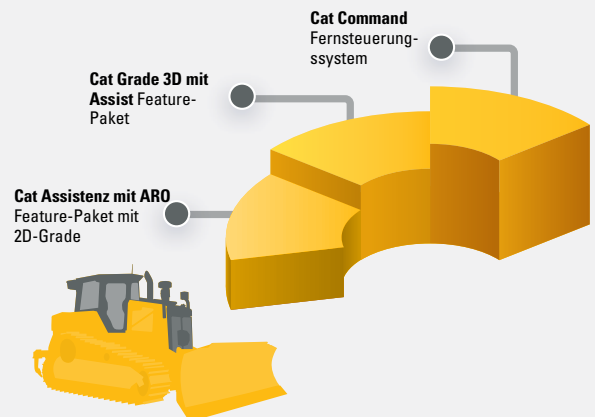 Cat Command
Fernsteuerung-
ssystem
Cat Grade 3D mit
Assist Feature-
Paket
Cat Assistenz mit ARO
Feature-Paket mit
2D-Grade